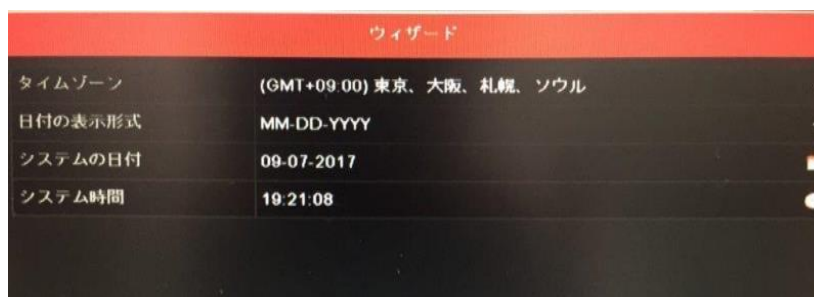 ウィザード
タイムゾーン (GMT+09:00) 東京、大阪、札幌、ソウル
日付の表示形式 MM-DD-YYYY
システムの日付 09-07-2017
システム時間 19:21:08